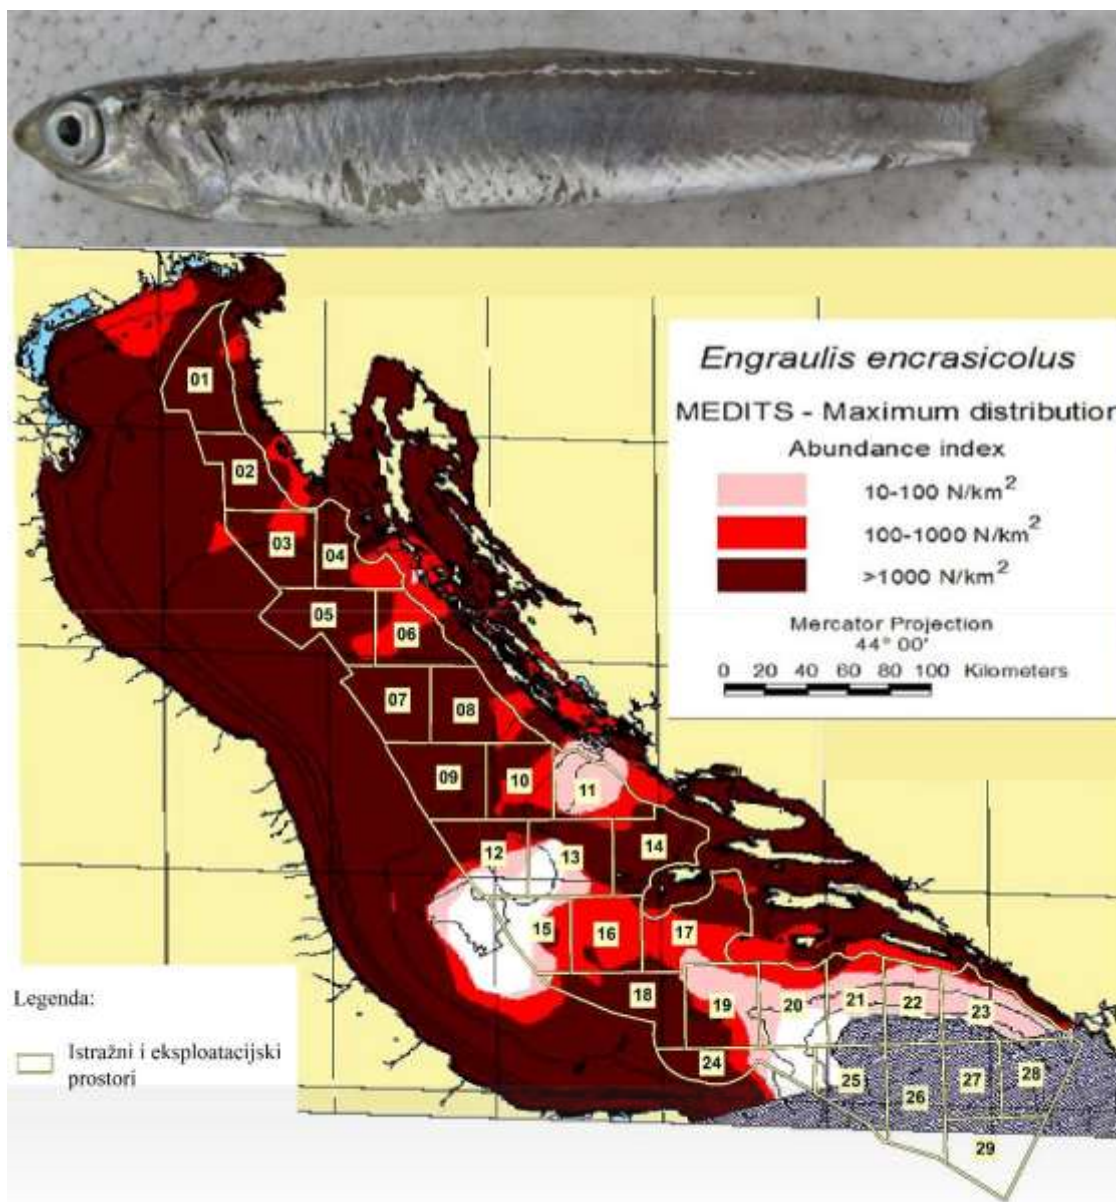 Engraulis encrasicolus
MEDITS - Maximum distribution
Abundance index
10-100 N/km²
100-1000 N/km²
>1000 N/km²
Mercator Projection
44° 00'
0 20 40 60 80 100 Kilometers
01
02
03
04
05
06
07
08
09
10
11
12
13
14
15
16
17
18
19
20
21
22
23
24
25
26
27
28
29
Legenda:
Istražni i eksploatacijski
prostori